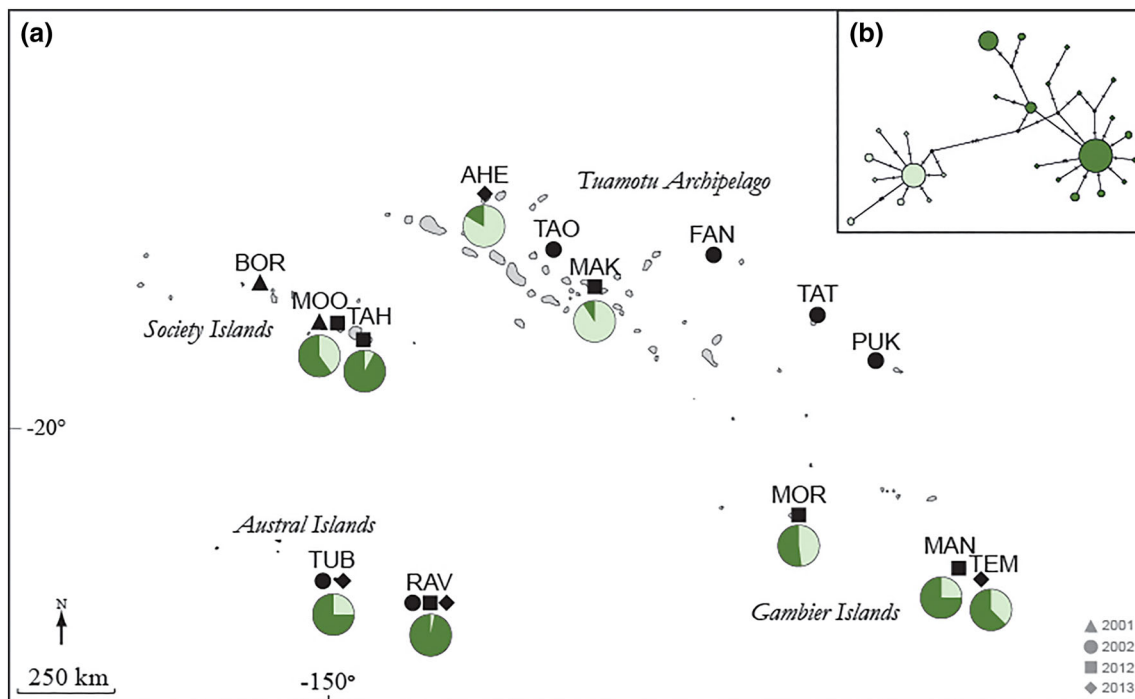 (a)
(b)
AHE
Tuamotu Archipelago
TAO
FAN
BOR
MAK
MOO
TAH
TAT
Society Islands
PUK
-20°
MOR
Austral Islands
TUB
RAV
MAN
TEM
Gambier Islands
N
2001
2002
2012
2013
250 km
-150°